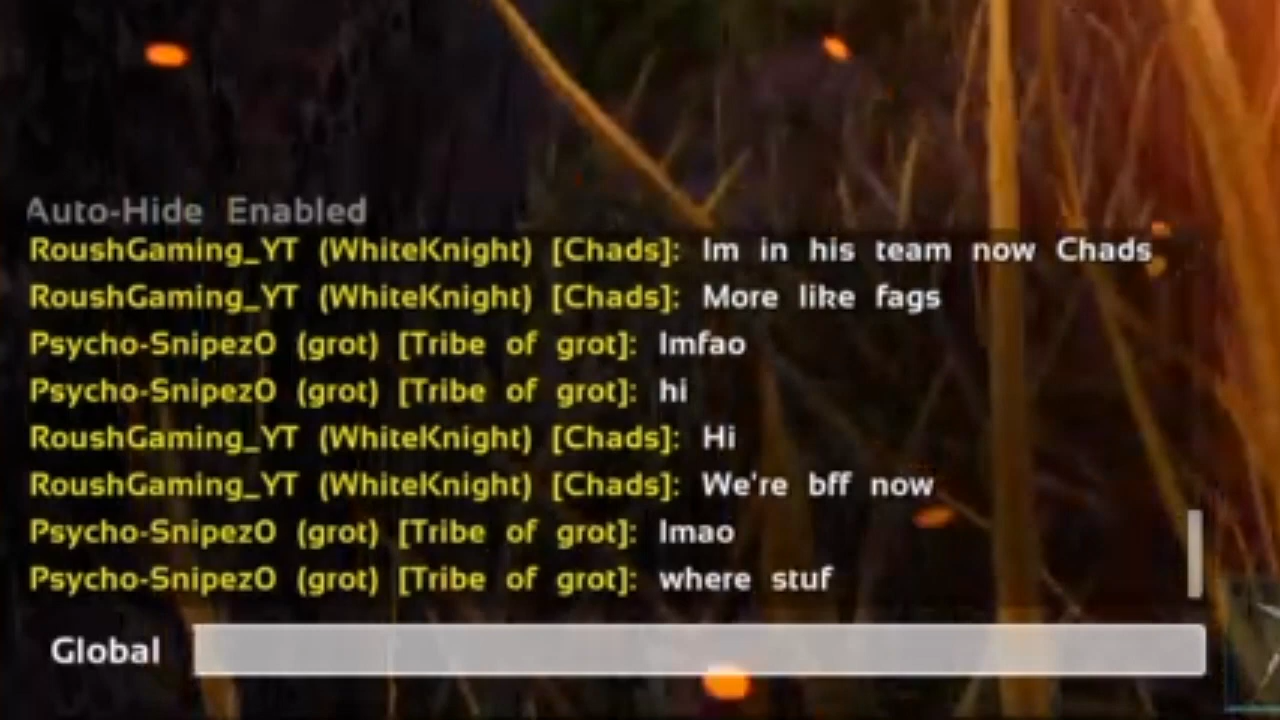 Auto-Hide Enabled
RoushGaming_YT (WhiteKnight) [Chads]: Im in his team now Chads
RoushGaming_YT (WhiteKnight) [Chads]: More like fags
Psycho-SnipezO (grot) [Tribe of grot]: lmfao
Psycho-SnipezO (grot) [Tribe of grot]: hi
RoushGaming_YT (WhiteKnight) [Chads]: Hi
RoushGaming_YT (WhiteKnight) [Chads]: We're bff now
Psycho-SnipezO (grot) [Tribe of grot]: lmao
Psycho-SnipezO (grot) [Tribe of grot]: where stuf
Global